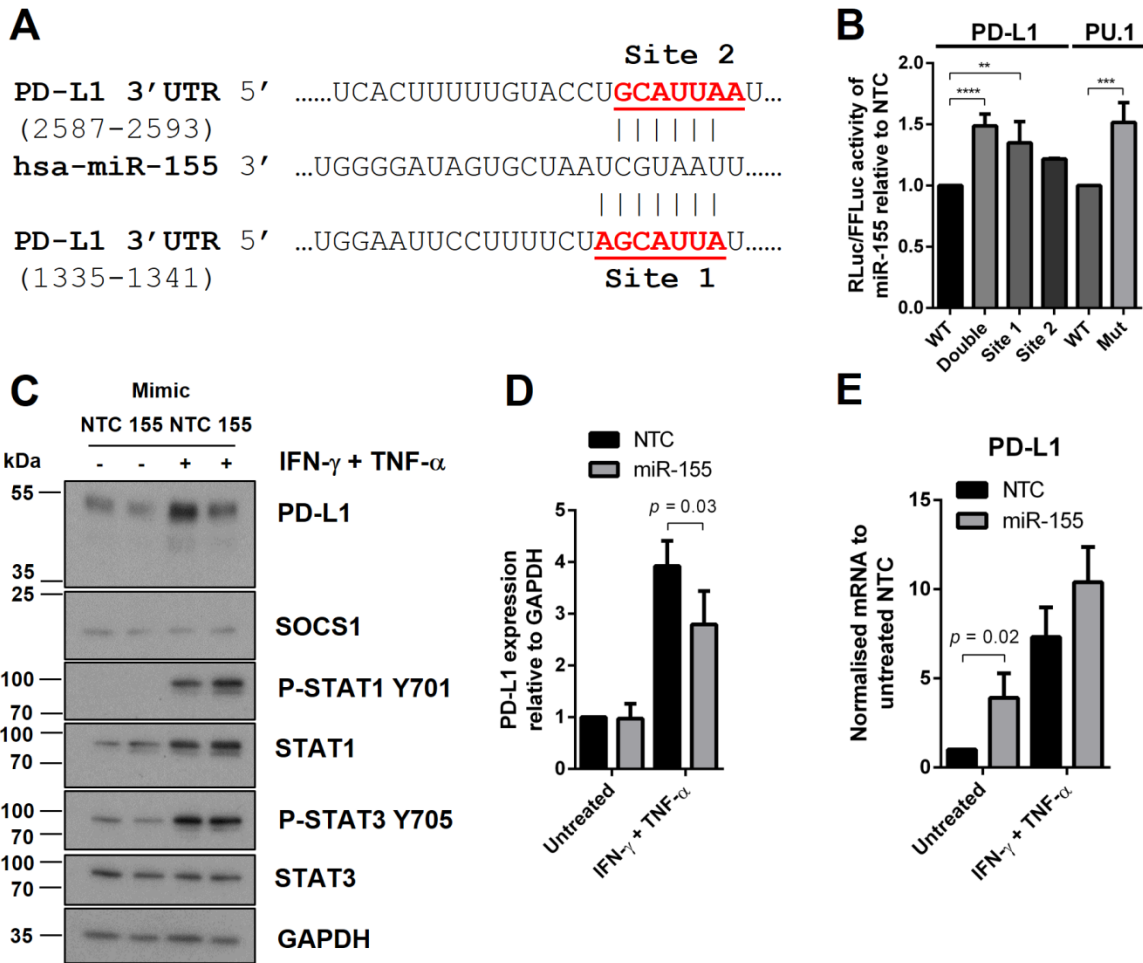 A
Site 2
PD-L1 3′UTR 5′ ......UCACUUUUUGUACCUGCAUUAAU...
(2587-2593) | | | | | |
hsa-miR-155 3′ ...UGGGGAUAGUGCUAAUCGUAAUU......
| | | | | | |
PD-L1 3′UTR 5′ ...UGGAAUUCCUUUUCUAGCAUUAU......
(1335-1341) Site 1
B
PD-L1 PU.1
RLuc/FLuc activity of
miR-155 relative to NTC
2.0
1.5
1.0
0.5
0.0
** ***
****
WT Double Site 1 Site 2 WT Mut
C
Mimic
NTC 155 NTC 155
kDa - - + + IFN-γ + TNF-α
55
PD-L1
35
25
SOCS1
100
P-STAT1 Y701
70
100
STAT1
70
100
P-STAT3 Y705
70
100
STAT3
70
35 GAPDH
D
NTC
miR-155
PD-L1 expression
relative to GAPDH
5
4
3
2
1
0
p = 0.03
Untreated
IFN-γ + TNF-α
E
PD-L1
NTC
miR-155
Normalised mRNA to
untreated NTC
15
10
5
0
p = 0.02
Untreated
IFN-γ + TNF-α